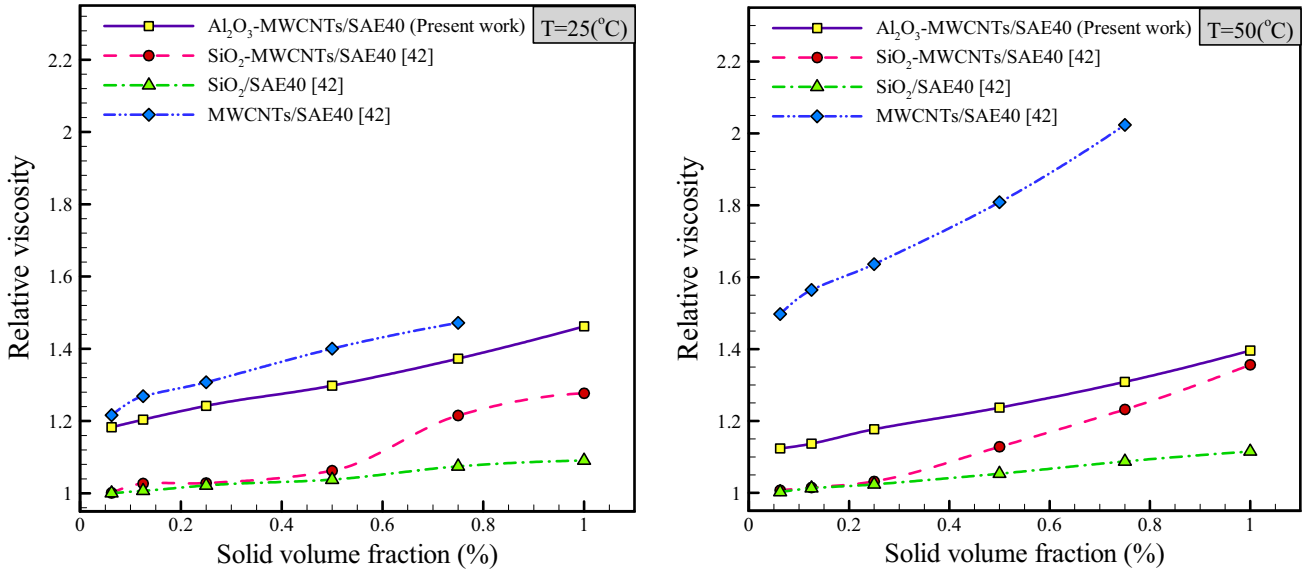 Al₂O₃-MWCNTs/SAE40 (Present work)
SiO₂-MWCNTs/SAE40 [42]
SiO₂/SAE40 [42]
MWCNTs/SAE40 [42]
T=25(°C)
2.2
2
1.8
1.6
1.4
1.2
1
Relative viscosity
0 0.2 0.4 0.6 0.8 1
Solid volume fraction (%)
Al₂O₃-MWCNTs/SAE40 (Present work)
SiO₂-MWCNTs/SAE40 [42]
SiO₂/SAE40 [42]
MWCNTs/SAE40 [42]
T=50(°C)
2.2
2
1.8
1.6
1.4
1.2
1
Relative viscosity
0 0.2 0.4 0.6 0.8 1
Solid volume fraction (%)